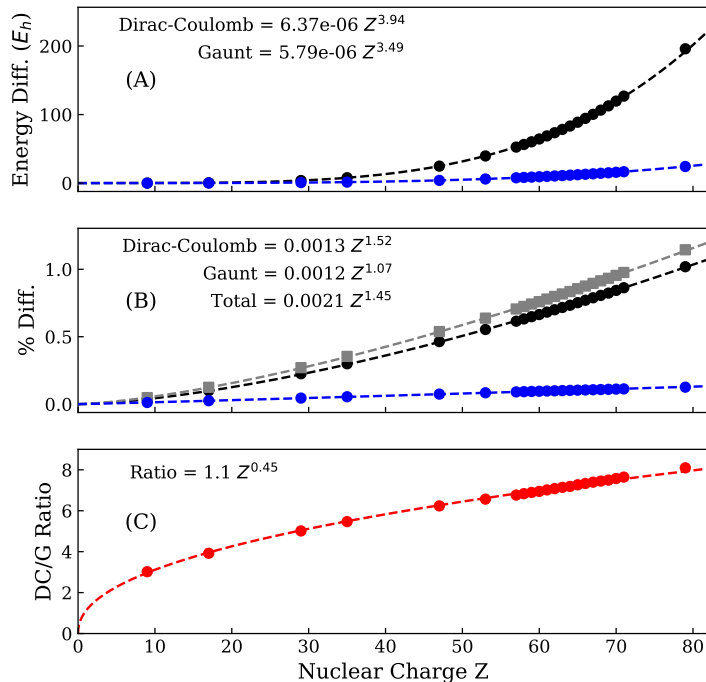 Energy Diff. (E_h)
200
100
0
Dirac-Coulomb = 6.37e-06 Z^3.94
Gaunt = 5.79e-06 Z^3.49
(A)
% Diff.
1.0
0.5
0.0
Dirac-Coulomb = 0.0013 Z^1.52
Gaunt = 0.0012 Z^1.07
Total = 0.0021 Z^1.45
(B)
DC/G Ratio
8
6
4
2
0
Ratio = 1.1 Z^0.45
(C)
0 10 20 30 40 50 60 70 80
Nuclear Charge Z